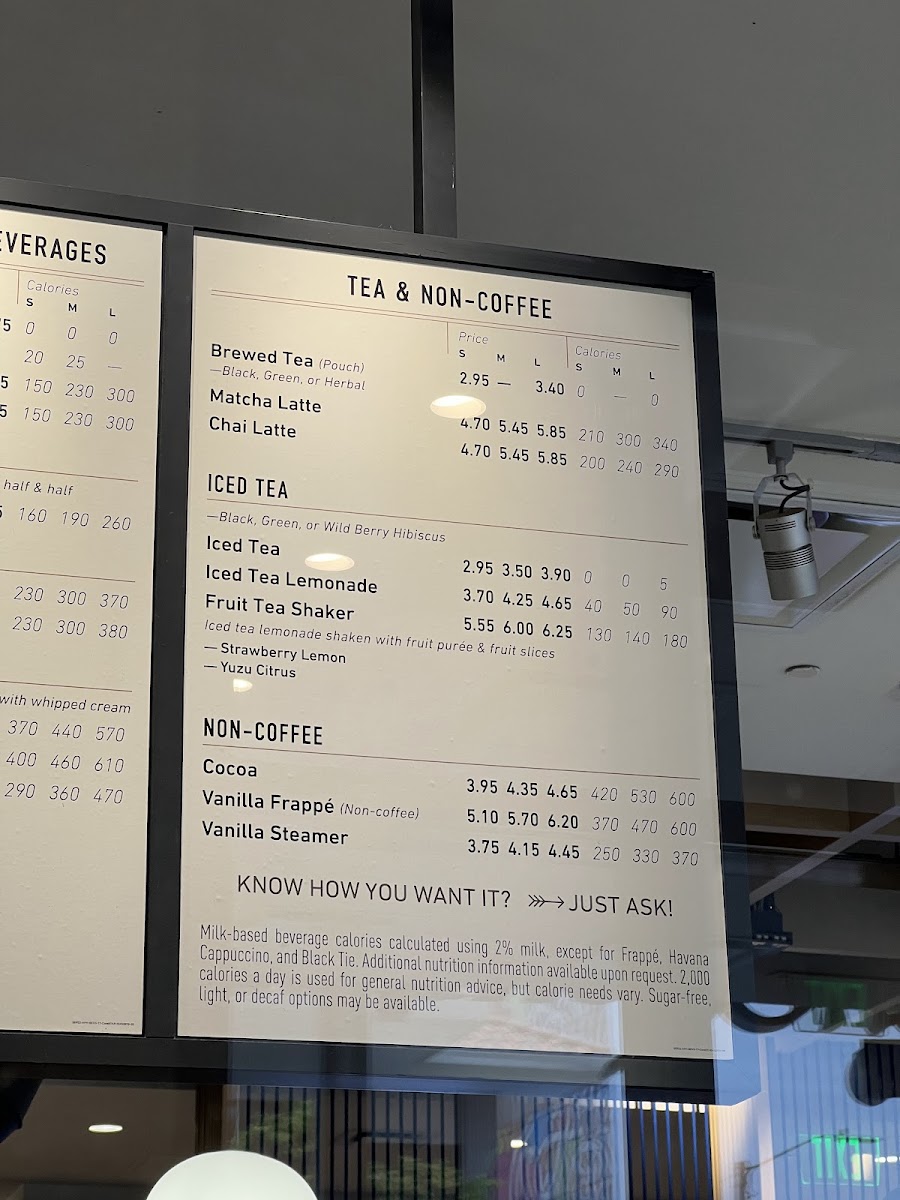 EVERAGES
Calories
S M L
75 0 0 0
20 25 —
5 150 230 300
5 150 230 300
half & half
5 160 190 260
230 300 370
230 300 380
with whipped cream
370 440 570
400 460 610
290 360 470
TEA & NON-COFFEE
Price Calories
S M L S M L
Brewed Tea (Pouch) 2.95 — 3.40 0 — 0
—Black, Green, or Herbal
Matcha Latte 4.70 5.45 5.85 210 300 340
Chai Latte 4.70 5.45 5.85 200 240 290
ICED TEA
—Black, Green, or Wild Berry Hibiscus
Iced Tea 2.95 3.50 3.90 0 0 5
Iced Tea Lemonade 3.70 4.25 4.65 40 50 90
Fruit Tea Shaker 5.55 6.00 6.25 130 140 180
Iced tea lemonade shaken with fruit purée & fruit slices
— Strawberry Lemon
— Yuzu Citrus
NON-COFFEE
Cocoa 3.95 4.35 4.65 420 530 600
Vanilla Frappé (Non-coffee) 5.10 5.70 6.20 370 470 600
Vanilla Steamer 3.75 4.15 4.45 250 330 370
KNOW HOW YOU WANT IT? JUST ASK!
Milk-based beverage calories calculated using 2% milk, except for Frappé, Havana
Cappuccino, and Black Tie. Additional nutrition information available upon request. 2,000
calories a day is used for general nutrition advice, but calorie needs vary. Sugar-free,
light, or decaf options may be available.